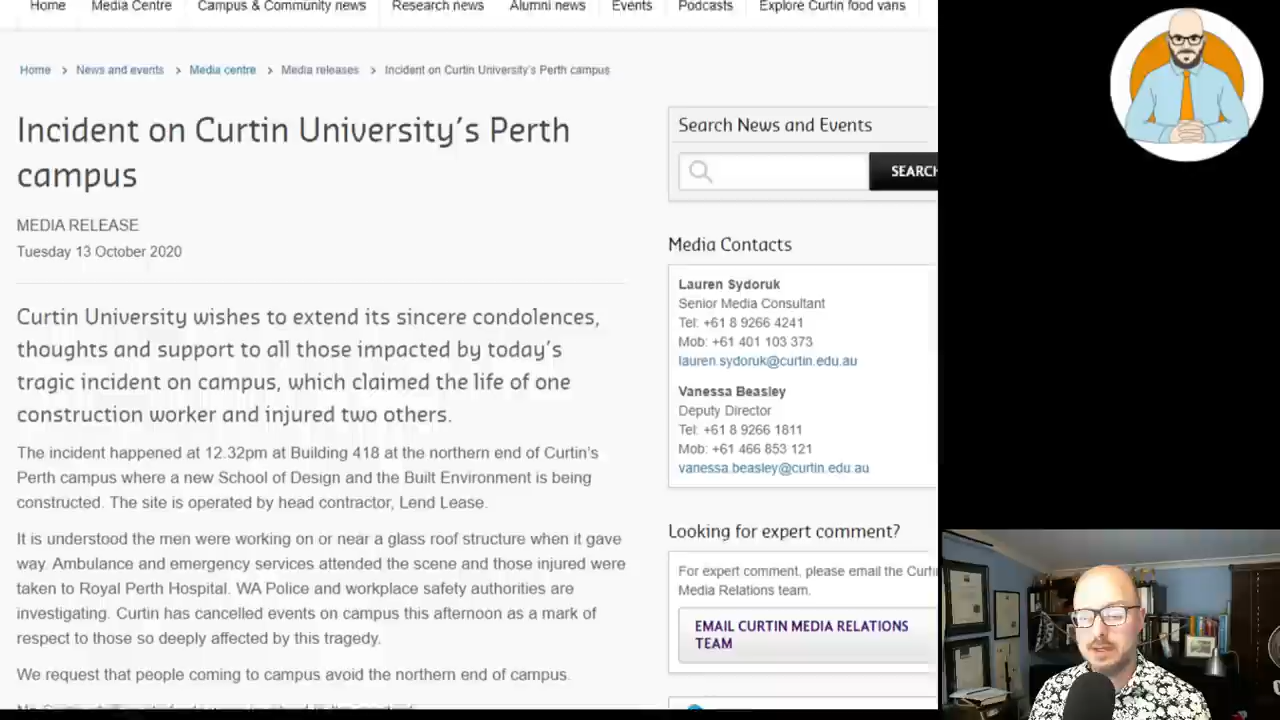 Home Media Centre Campus & Community news Research news Alumni news Events Podcasts Explore Curtin food vans
Home > News and events > Media centre > Media releases > Incident on Curtin University's Perth campus
Incident on Curtin University's Perth
campus
MEDIA RELEASE
Tuesday 13 October 2020
Curtin University wishes to extend its sincere condolences,
thoughts and support to all those impacted by today's
tragic incident on campus, which claimed the life of one
construction worker and injured two others.
The incident happened at 12.32pm at Building 418 at the northern end of Curtin's
Perth campus where a new School of Design and the Built Environment is being
constructed. The site is operated by head contractor, Lend Lease.
It is understood the men were working on or near a glass roof structure when it gave
way. Ambulance and emergency services attended the scene and those injured were
taken to Royal Perth Hospital. WA Police and workplace safety authorities are
investigating. Curtin has cancelled events on campus this afternoon as a mark of
respect to those so deeply affected by this tragedy.
We request that people coming to campus avoid the northern end of campus.
Search News and Events
SEARCH
Media Contacts
Lauren Sydoruk
Senior Media Consultant
Tel: +61 8 9266 4241
Mob: +61 401 103 373
lauren.sydoruk@curtin.edu.au
Vanessa Beasley
Deputy Director
Tel: +61 8 9266 1811
Mob: +61 466 853 121
vanessa.beasley@curtin.edu.au
Looking for expert comment?
For expert comment, please email the Curti
Media Relations team.
EMAIL CURTIN MEDIA RELATIONS
TEAM